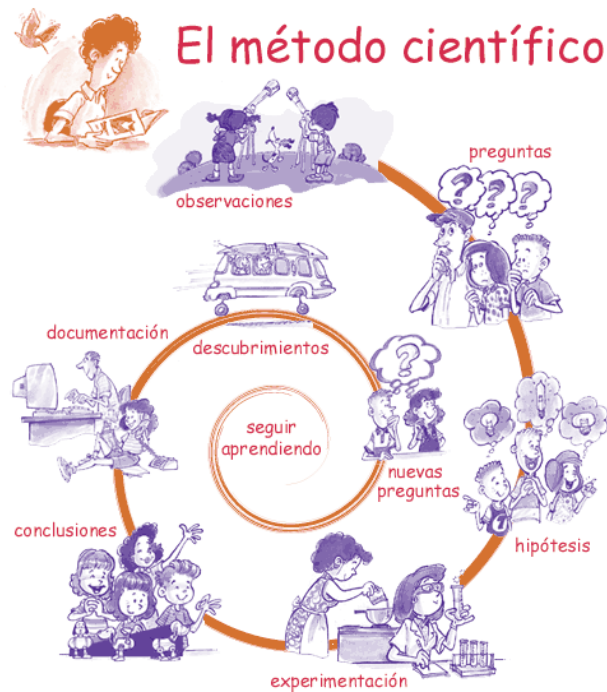 El método científico
observaciones
preguntas
hipótesis
experimentación
conclusiones
documentación
descubrimientos
nuevas
preguntas
seguir
aprendiendo